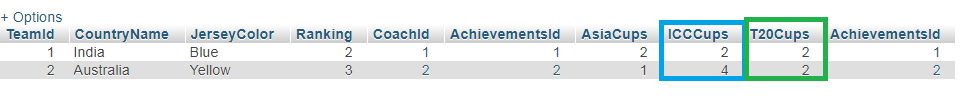 + Options
TeamId CountryName JerseyColor Ranking CoachId AchievementsId AsiaCups ICCCups T20Cups AchievementsId
1 India Blue 2 1 1 2 2 2 1
2 Australia Yellow 3 2 2 1 4 2 2